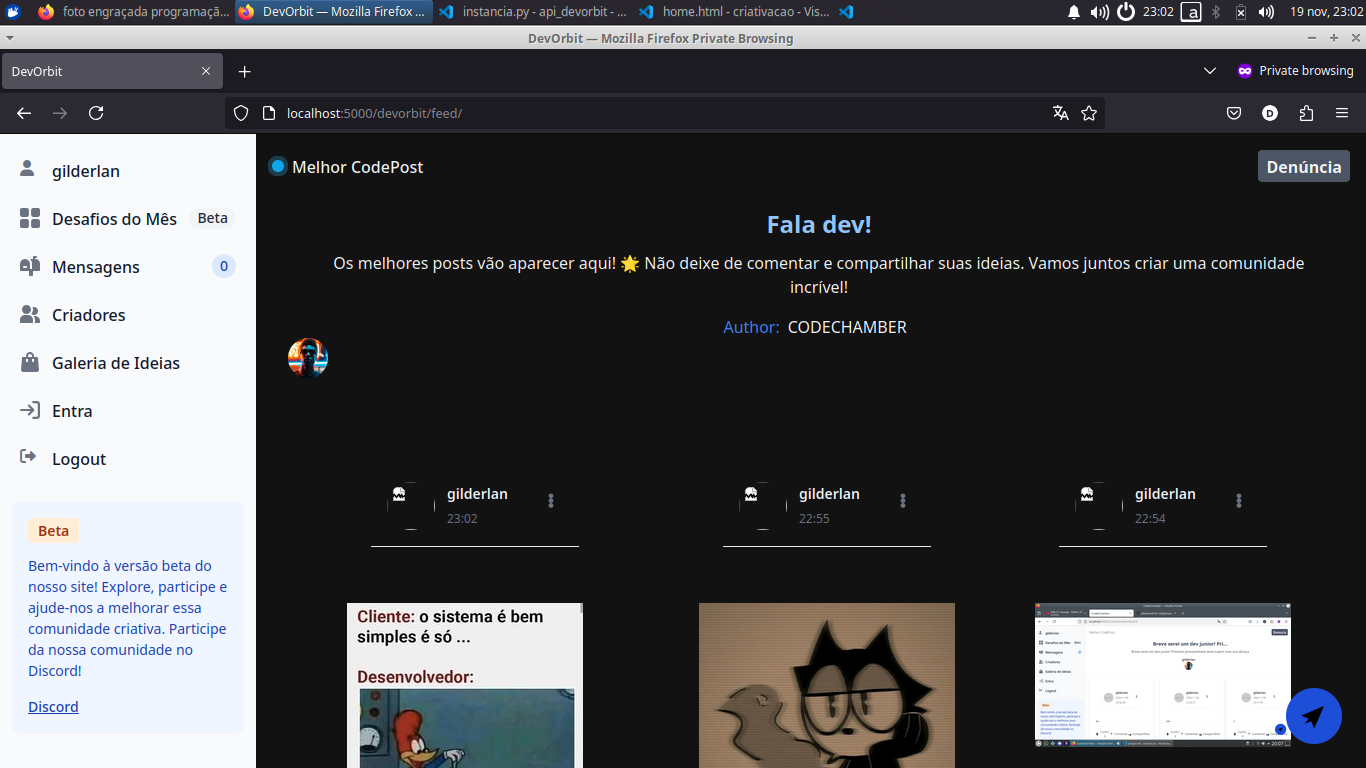 foto engraçada programaçã...
DevOrbit — Mozilla Firefox ...
instancia.py - api_devorbit - ...
home.html - criativacao - Vis...
23:02
a
19 nov, 23:02
DevOrbit — Mozilla Firefox Private Browsing
DevOrbit
Private browsing
localhost:5000/devorbit/feed/
D
gilderlan
Desafios do Mês Beta
Mensagens 0
Criadores
Galeria de Ideias
Entra
Logout
Beta
Bem-vindo à versão beta do
nosso site! Explore, participe e
ajude-nos a melhorar essa
comunidade criativa. Participe
da nossa comunidade no
Discord!
Discord
Melhor CodePost
Denúncia
Fala dev!
Os melhores posts vão aparecer aqui! 🌟 Não deixe de comentar e compartilhar suas ideias. Vamos juntos criar uma comunidade
incrível!
Author: CODECHAMBER
gilderlan
23:02
gilderlan
22:55
gilderlan
22:54
Cliente: o sistema é bem
simples é só ...
Desenvolvedor:
Breve serei um dev junior! Pri...